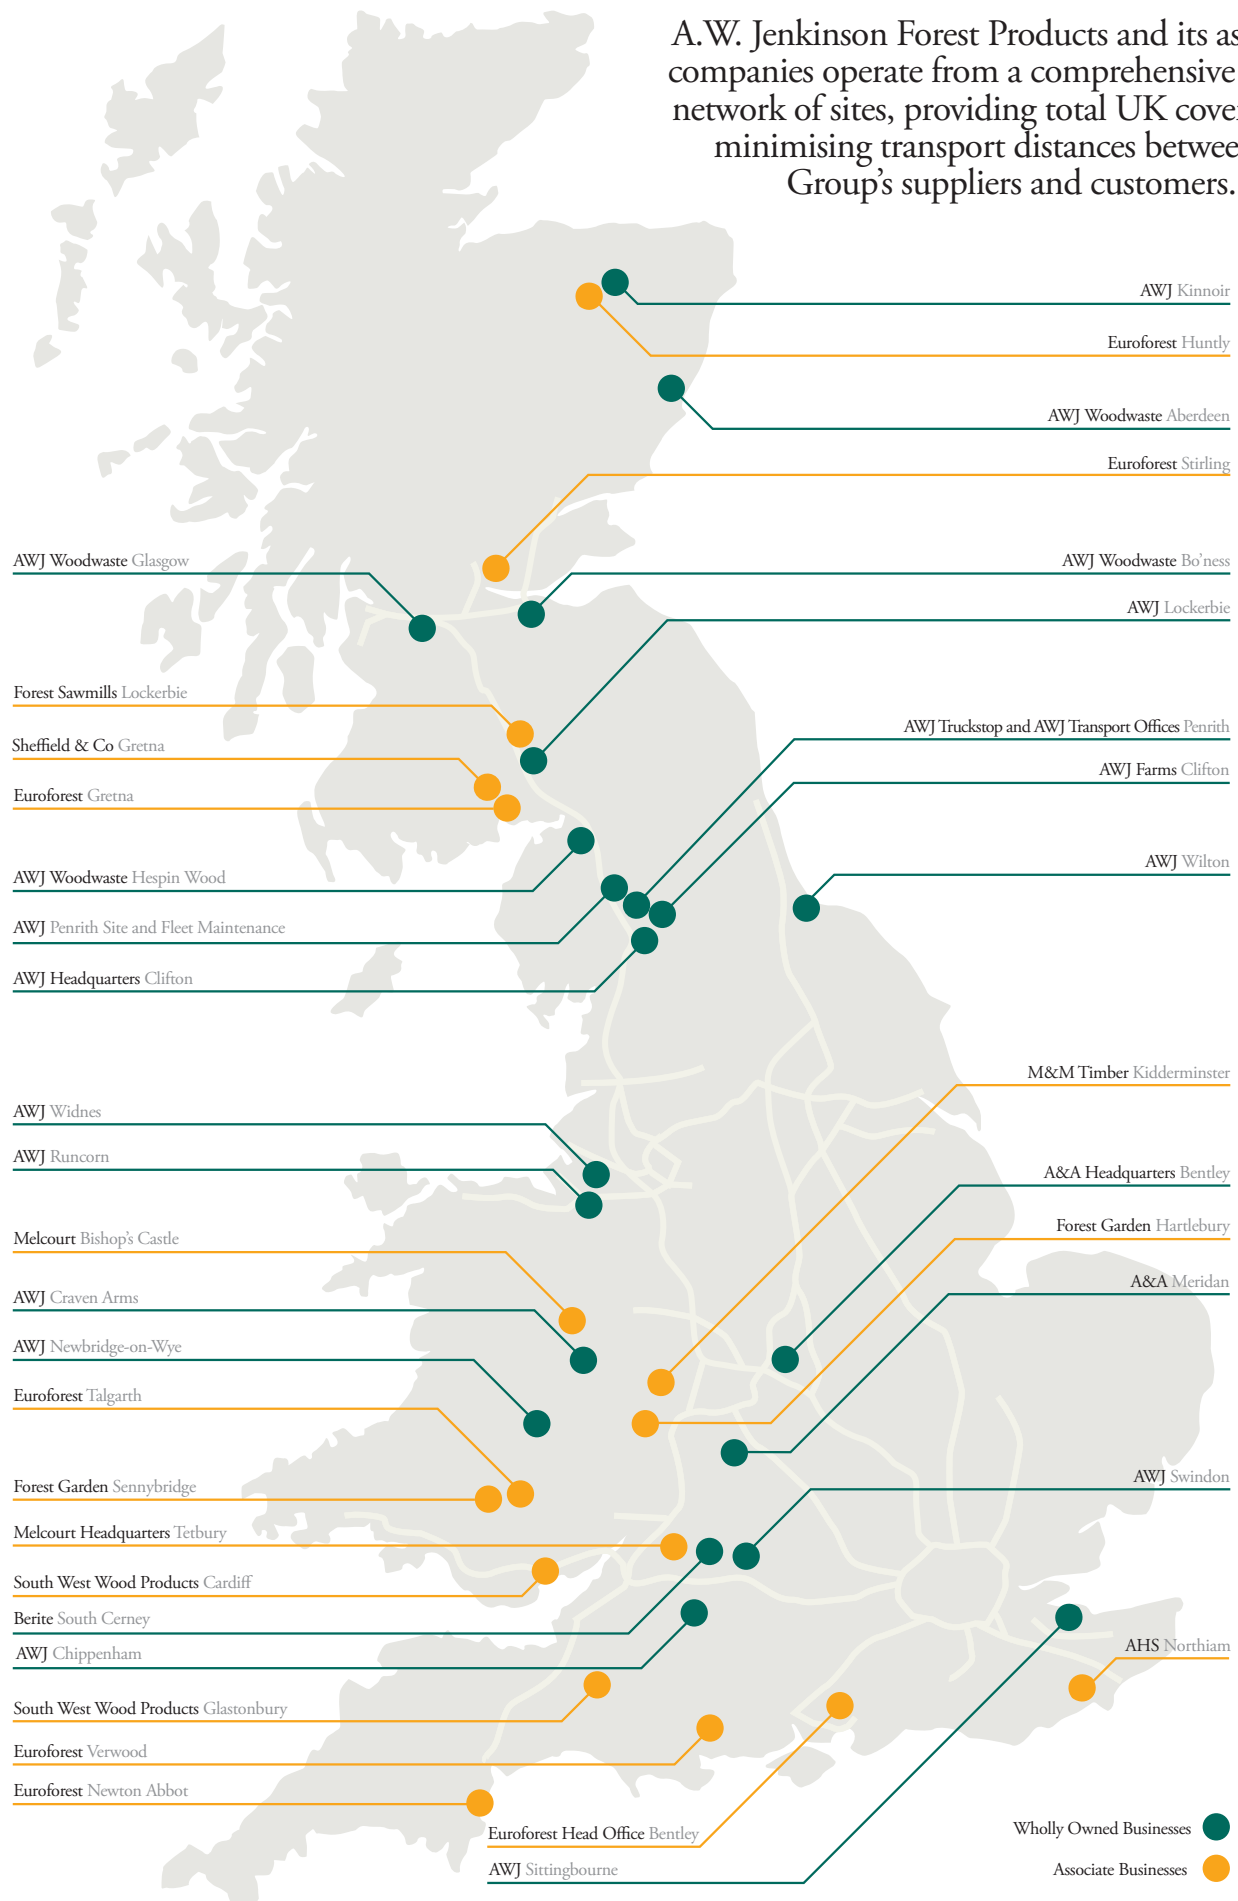 A.W. Jenkinson Forest Products and its as
companies operate from a comprehensive
network of sites, providing total UK cover
minimising transport distances betwee
Group's suppliers and customers.
AWJ Kinnoir
Euroforest Huntly
AWJ Woodwaste Aberdeen
Euroforest Stirling
AWJ Woodwaste Glasgow
AWJ Woodwaste Bo'ness
AWJ Lockerbie
Forest Sawmills Lockerbie
AWJ Truckstop and AWJ Transport Offices Penrith
Sheffield & Co Gretna
AWJ Farms Clifton
Euroforest Gretna
AWJ Wilton
AWJ Woodwaste Hespin Wood
AWJ Penrith Site and Fleet Maintenance
AWJ Headquarters Clifton
M&M Timber Kidderminster
AWJ Widnes
AWJ Runcorn
A&A Headquarters Bentley
Forest Garden Hartlebury
Melcourt Bishop's Castle
A&A Meridan
AWJ Craven Arms
AWJ Newbridge-on-Wye
Euroforest Talgarth
AWJ Swindon
Forest Garden Sennybridge
Melcourt Headquarters Tetbury
South West Wood Products Cardiff
Berite South Cerney
AWJ Chippenham
AHS Northiam
South West Wood Products Glastonbury
Euroforest Verwood
Euroforest Newton Abbot
Euroforest Head Office Bentley
AWJ Sittingbourne
Wholly Owned Businesses
Associate Businesses